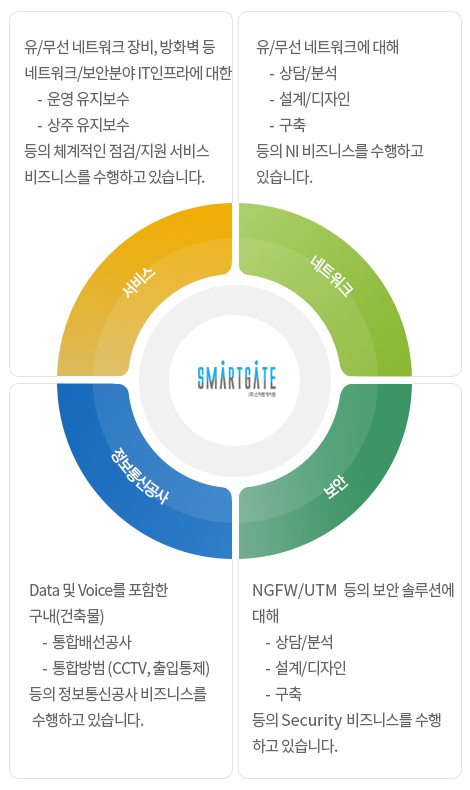 유/무선 네트워크 장비, 방화벽 등
네트워크/보안분야 IT인프라에 대한
- 운영 유지보수
- 상주 유지보수
등의 체계적인 점검/지원 서비스
비즈니스를 수행하고 있습니다.
유/무선 네트워크에 대해
- 상담/분석
- 설계/디자인
- 구축
등의 NI 비즈니스를 수행하고
있습니다.
서비스
네트워크
SMARTGATE
정보통신공사
보안
Data 및 Voice를 포함한
구내(건축물)
- 통합배선공사
- 통합방범 (CCTV, 출입통제)
등의 정보통신공사 비즈니스를
수행하고 있습니다.
NGFW/UTM 등의 보안 솔루션에
대해
- 상담/분석
- 설계/디자인
- 구축
등의 Security 비즈니스를 수행
하고 있습니다.